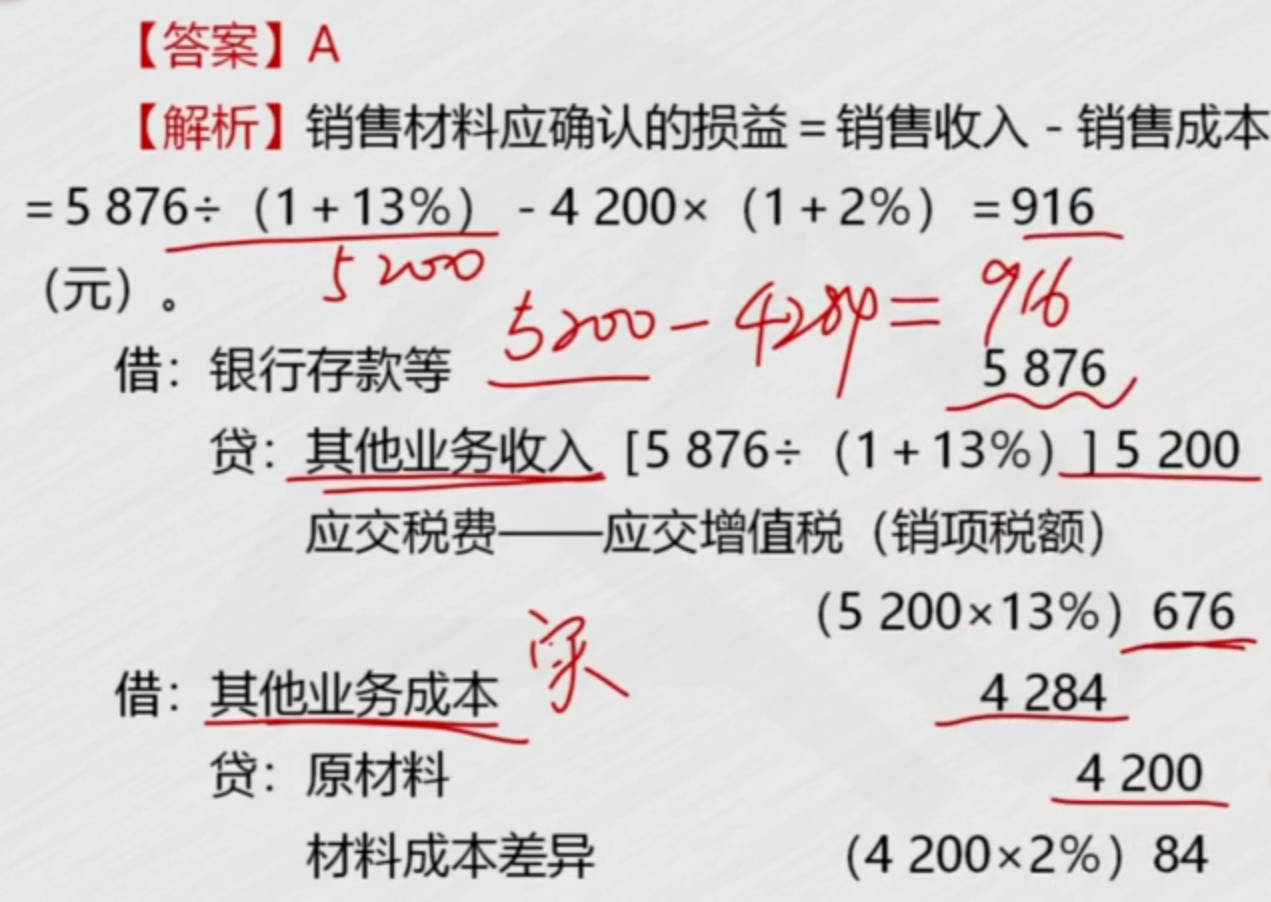 【答案】A
【解析】销售材料应确认的损益=销售收入-销售成本
=5 876÷（1+13%）-4 200×（1+2%）=916
5200
（元）。
5200-4284=916
借：银行存款等 5 876
贷：其他业务收入 [5 876÷（1+13%）] 5 200
应交税费——应交增值税（销项税额）
（5 200×13%）676
实
借：其他业务成本 4 284
贷：原材料 4 200
材料成本差异 （4 200×2%）84